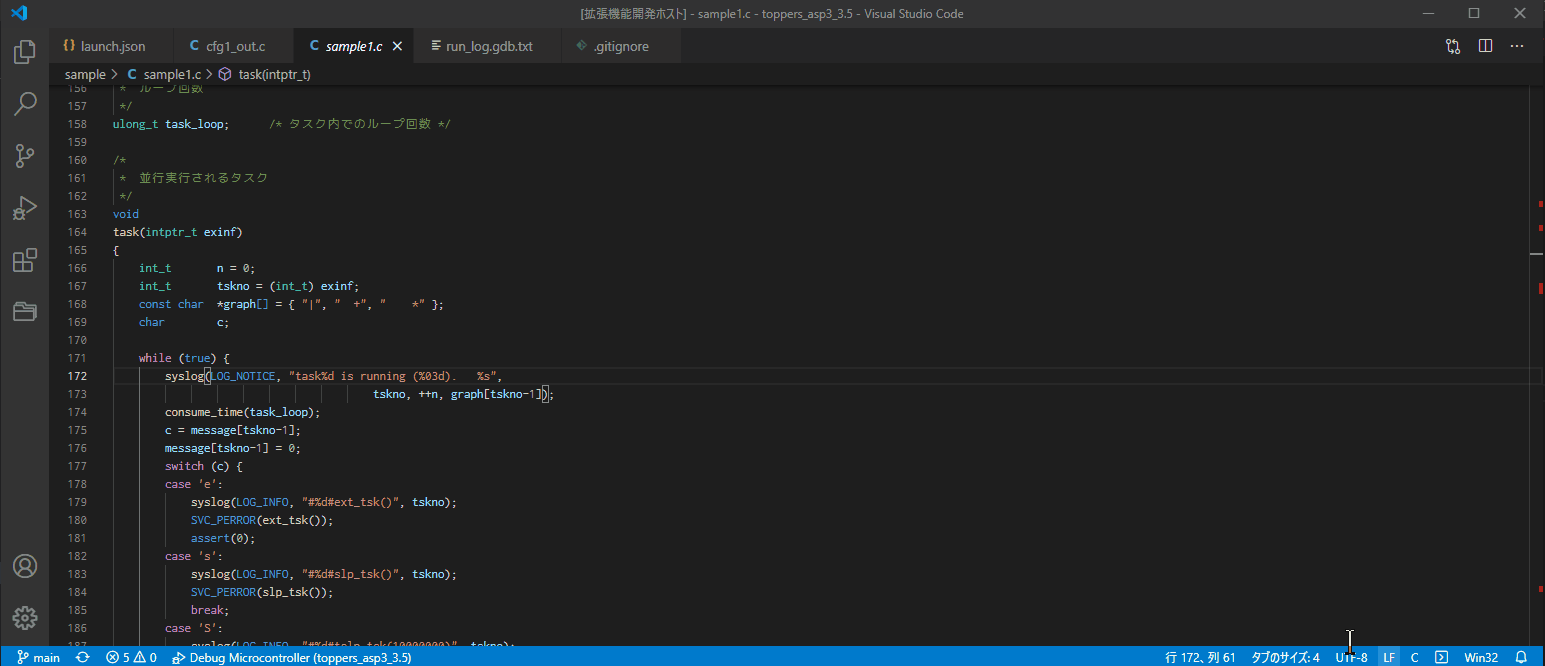 [拡張機能開発ホスト] - sample1.c - toppers_asp3_3.5 - Visual Studio Code
{} launch.json C cfg1_out.c C sample1.c run_log.gdb.txt .gitignore
sample > C sample1.c > task(intptr_t)
156 * ループ回数
157 */
158 ulong_t task_loop; /* タスク内でのループ回数 */
159
160 /*
161 * 並行実行されるタスク
162 */
163 void
164 task(intptr_t exinf)
165 {
166 int_t n = 0;
167 int_t tskno = (int_t) exinf;
168 const char *graph[] = { "|", "  +", "    *" };
169 char c;
170
171 while (true) {
172 syslog(LOG_NOTICE, "task%d is running (%03d).   %s",
173 tskno, ++n, graph[tskno-1]);
174 consume_time(task_loop);
175 c = message[tskno-1];
176 message[tskno-1] = 0;
177 switch (c) {
178 case 'e':
179 syslog(LOG_INFO, "#%d#ext_tsk()", tskno);
180 SVC_PERROR(ext_tsk());
181 assert(0);
182 case 's':
183 syslog(LOG_INFO, "#%d#slp_tsk()", tskno);
184 SVC_PERROR(slp_tsk());
185 break;
186 case 'S':
187 syslog(LOG_INFO, "#%d#tslp_tsk(10000000)", tskno);
main 5 0 Debug Microcontroller (toppers_asp3_3.5) 行 172、列 61 タブのサイズ: 4 UTF-8 LF C Win32